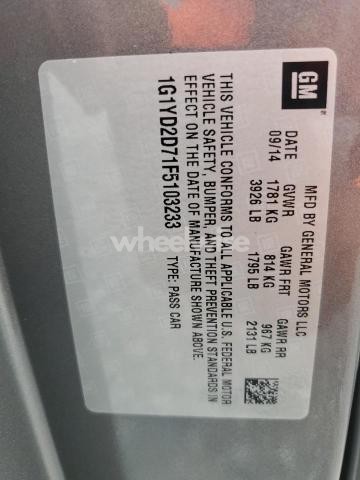 GM
MFD BY GENERAL MOTORS LLC
DATE GVWR GAWR FRT GAWR RR
09/14 1781 KG 814 KG 967 KG
3926 LB 1795 LB 2131 LB
THIS VEHICLE CONFORMS TO ALL APPLICABLE U.S. FEDERAL MOTOR
VEHICLE SAFETY, BUMPER, AND THEFT PREVENTION STANDARDS IN
EFFECT ON THE DATE OF MANUFACTURE SHOWN ABOVE.
1G1YD2D71F5103233 TYPE: PASS CAR